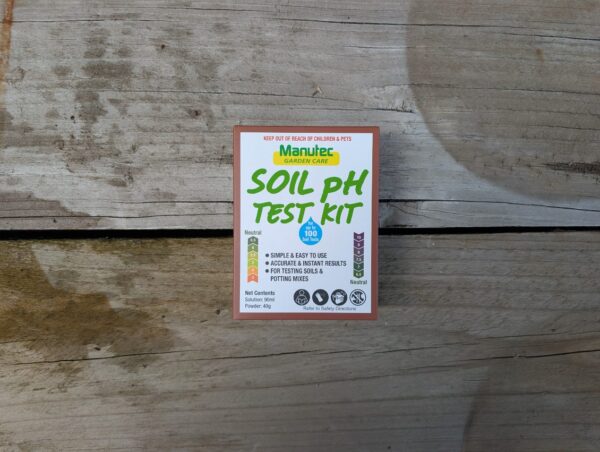 KEEP OUT OF REACH OF CHILDREN & PETS
Manutec
GARDEN CARE
SOIL pH
TEST KIT
100
Soil Tests
Neutral
SIMPLE & EASY TO USE
ACCURATE & INSTANT RESULTS
FOR TESTING SOILS &
POTTING MIXES
Neutral
Net Contents
Solution: 90ml
Powder: 40g
Refer to Safety Directions